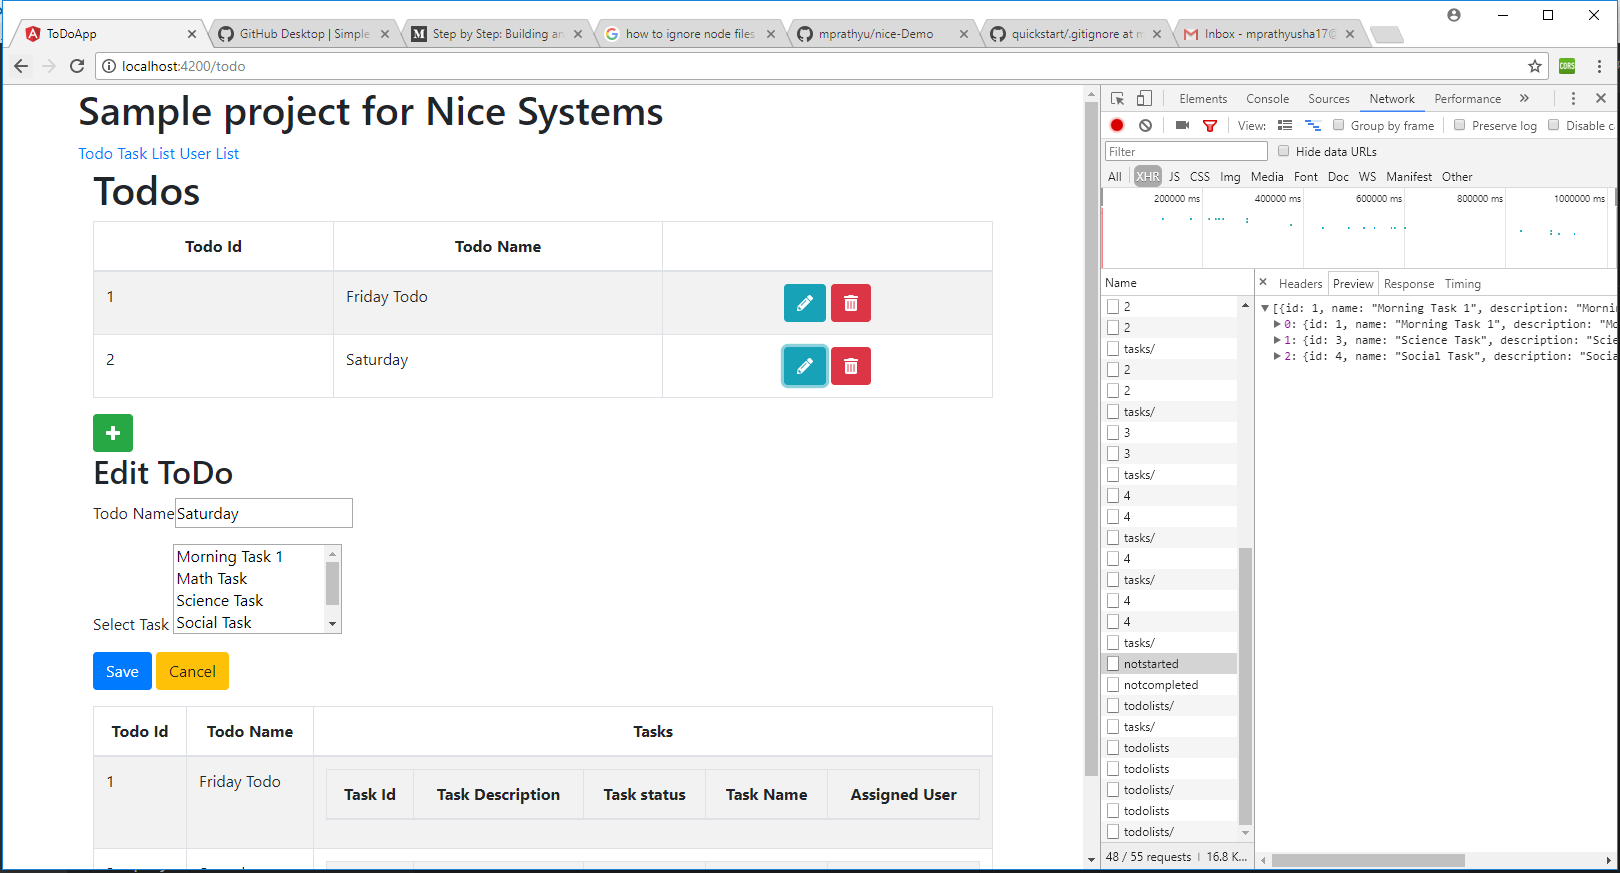 ToDoApp
GitHub Desktop | Simple
Step by Step: Building an
how to ignore node files
mprathyu/nice-Demo
quickstart/.gitignore at m
Inbox - mprathyusha17@
localhost:4200/todo
CORS
Sample project for Nice Systems
Todo Task List User List
Todos
Todo Id Todo Name
1 Friday Todo
2 Saturday
Edit ToDo
Todo Name Saturday
Morning Task 1
Math Task
Science Task
Select Task Social Task
Save Cancel
Todo Id Todo Name Tasks
1 Friday Todo
Task Id Task Description Task status Task Name Assigned User
Elements Console Sources Network Performance »
View: Group by frame Preserve log Disable c
Filter Hide data URLs
All XHR JS CSS Img Media Font Doc WS Manifest Other
200000 ms 400000 ms 600000 ms 800000 ms 1000000 ms
Name
2
2
tasks/
2
2
tasks/
3
3
tasks/
4
4
tasks/
4
tasks/
4
4
tasks/
notstarted
notcompleted
todolists/
tasks/
todolists
todolists
todolists/
todolists
todolists/
48 / 55 requests | 16.8 K...
Headers Preview Response Timing
[{id: 1, name: "Morning Task 1", description: "Morni
0: {id: 1, name: "Morning Task 1", description: "Mo
1: {id: 3, name: "Science Task", description: "Scie
2: {id: 4, name: "Social Task", description: "Socia